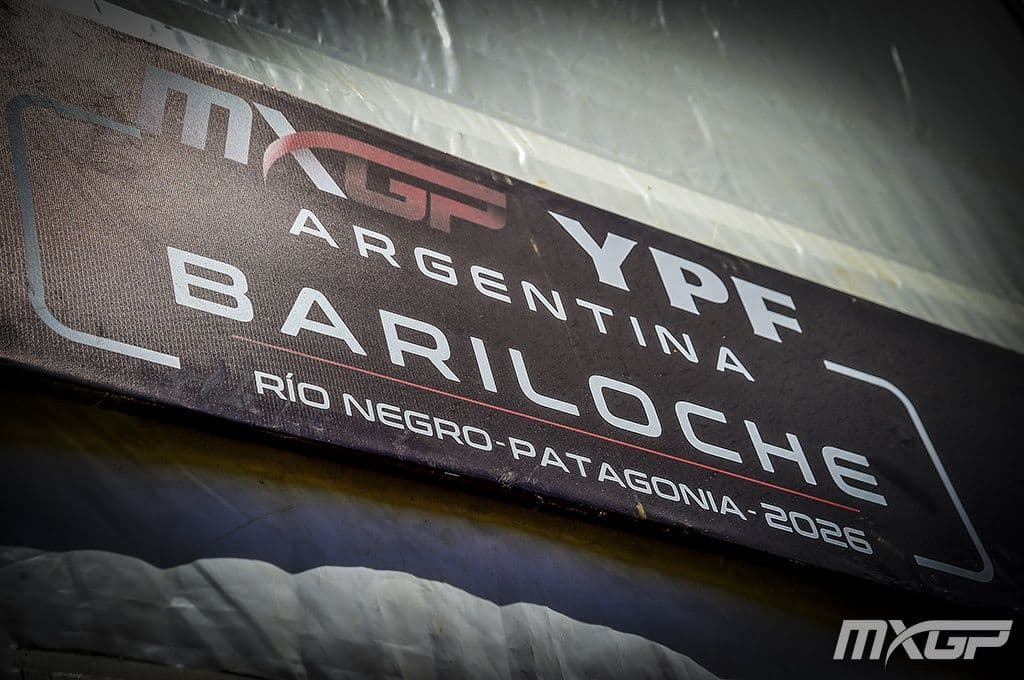 MXGP YPF
ARGENTINA
BARILOCHE
RÍO NEGRO-PATAGONIA-2026
MXGP